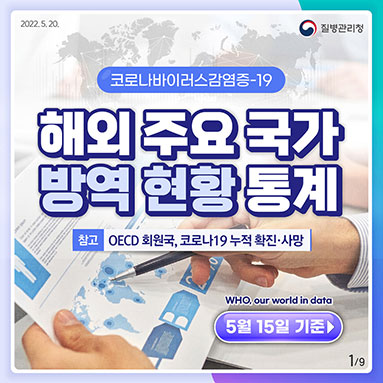 2022. 5. 20.
질병관리청
코로나바이러스감염증-19
해외 주요 국가
방역 현황 통계
참고 OECD 회원국, 코로나19 누적 확진·사망
WHO, our world in data
5월 15일 기준
1/9